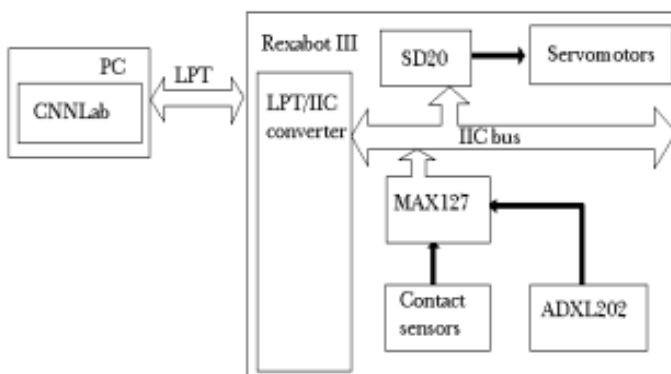 PC
CNNLab
LPT
Rexabot III
LPT/IIC
converter
SD20
Servomotors
IIC bus
MAX127
Contact
sensors
ADXL202